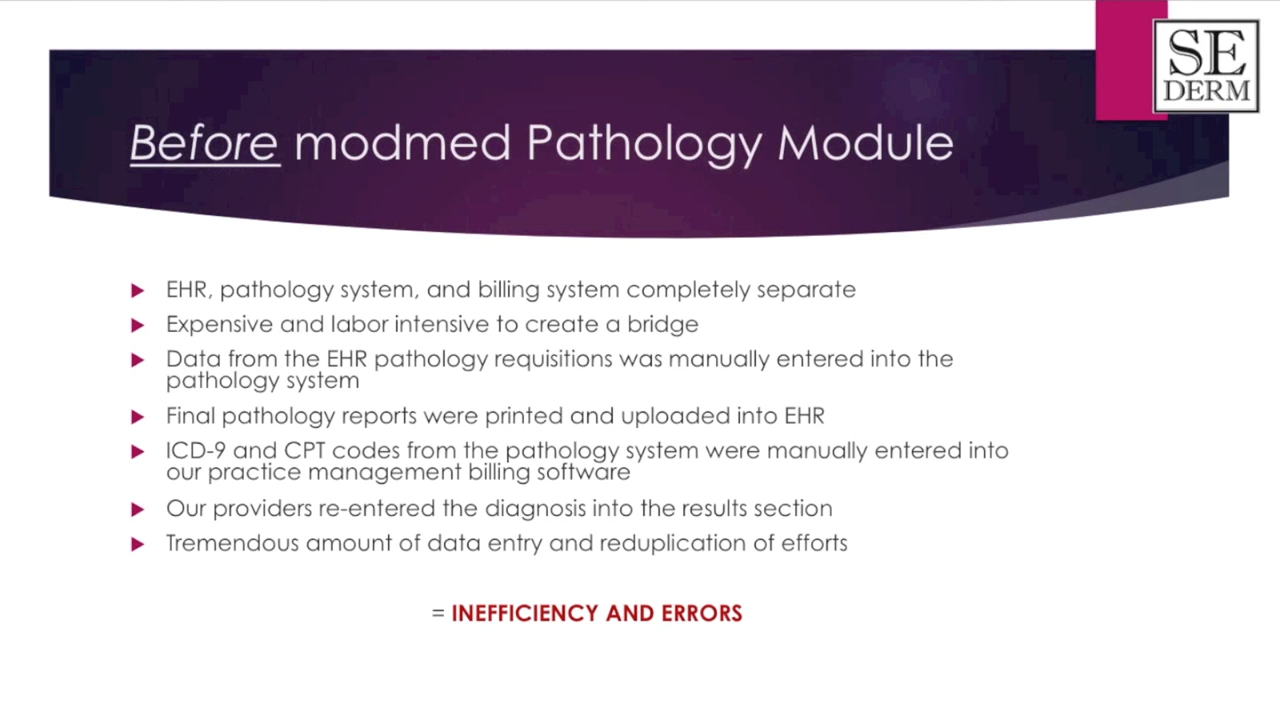 SE
DERM
Before modmed Pathology Module
EHR, pathology system, and billing system completely separate
Expensive and labor intensive to create a bridge
Data from the EHR pathology requisitions was manually entered into the
pathology system
Final pathology reports were printed and uploaded into EHR
ICD-9 and CPT codes from the pathology system were manually entered into
our practice management billing software
Our providers re-entered the diagnosis into the results section
Tremendous amount of data entry and reduplication of efforts
= INEFFICIENCY AND ERRORS